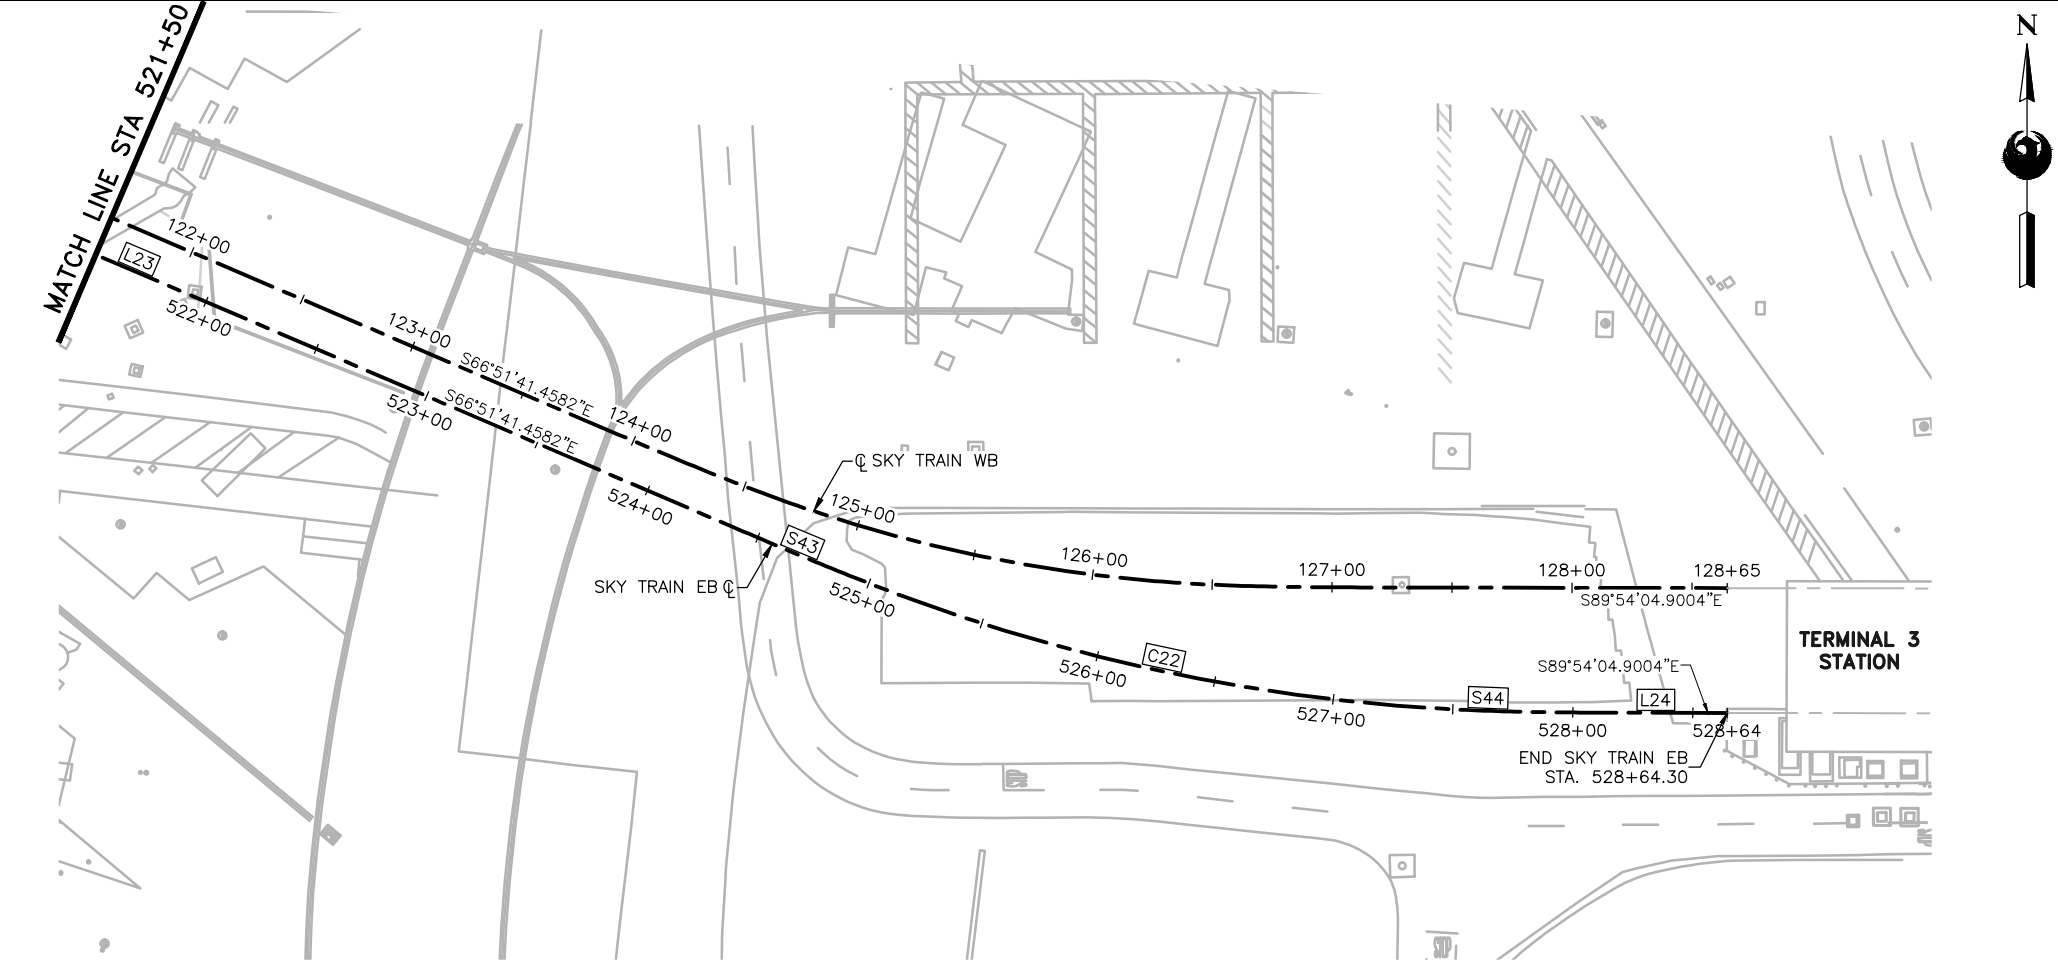 N
MATCH LINE STA 521+50
122+00
L23
522+00
123+00
S66°51'41.4582"E
S66°51'41.4582"E
523+00
124+00
℄ SKY TRAIN WB
524+00
125+00
S43
SKY TRAIN EB ℄
525+00
126+00
127+00
128+00
128+65
S89°54'04.9004"E
TERMINAL 3
STATION
C22
526+00
S89°54'04.9004"E
S44
L24
527+00
528+00
528+64
END SKY TRAIN EB
STA. 528+64.30